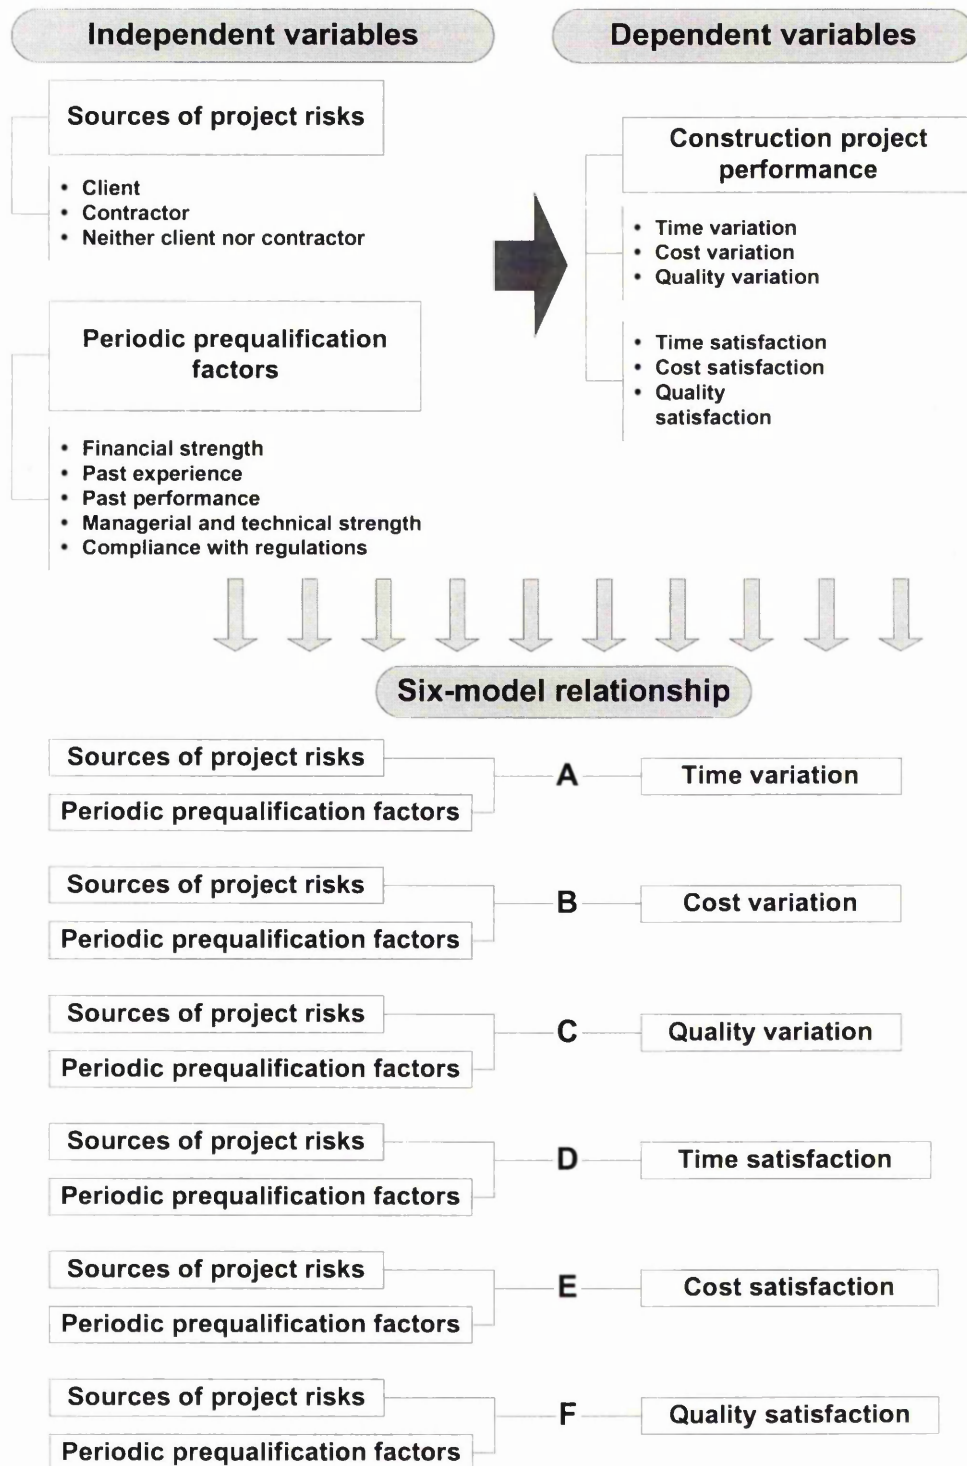 Independent variables
Sources of project risks
• Client
• Contractor
• Neither client nor contractor
Periodic prequalification
factors
• Financial strength
• Past experience
• Past performance
• Managerial and technical strength
• Compliance with regulations
Dependent variables
Construction project
performance
• Time variation
• Cost variation
• Quality variation
• Time satisfaction
• Cost satisfaction
• Quality
satisfaction
Six-model relationship
Sources of project risks
Periodic prequalification factors
A
Time variation
Sources of project risks
Periodic prequalification factors
B
Cost variation
Sources of project risks
Periodic prequalification factors
C
Quality variation
Sources of project risks
Periodic prequalification factors
D
Time satisfaction
Sources of project risks
Periodic prequalification factors
E
Cost satisfaction
Sources of project risks
Periodic prequalification factors
F
Quality satisfaction